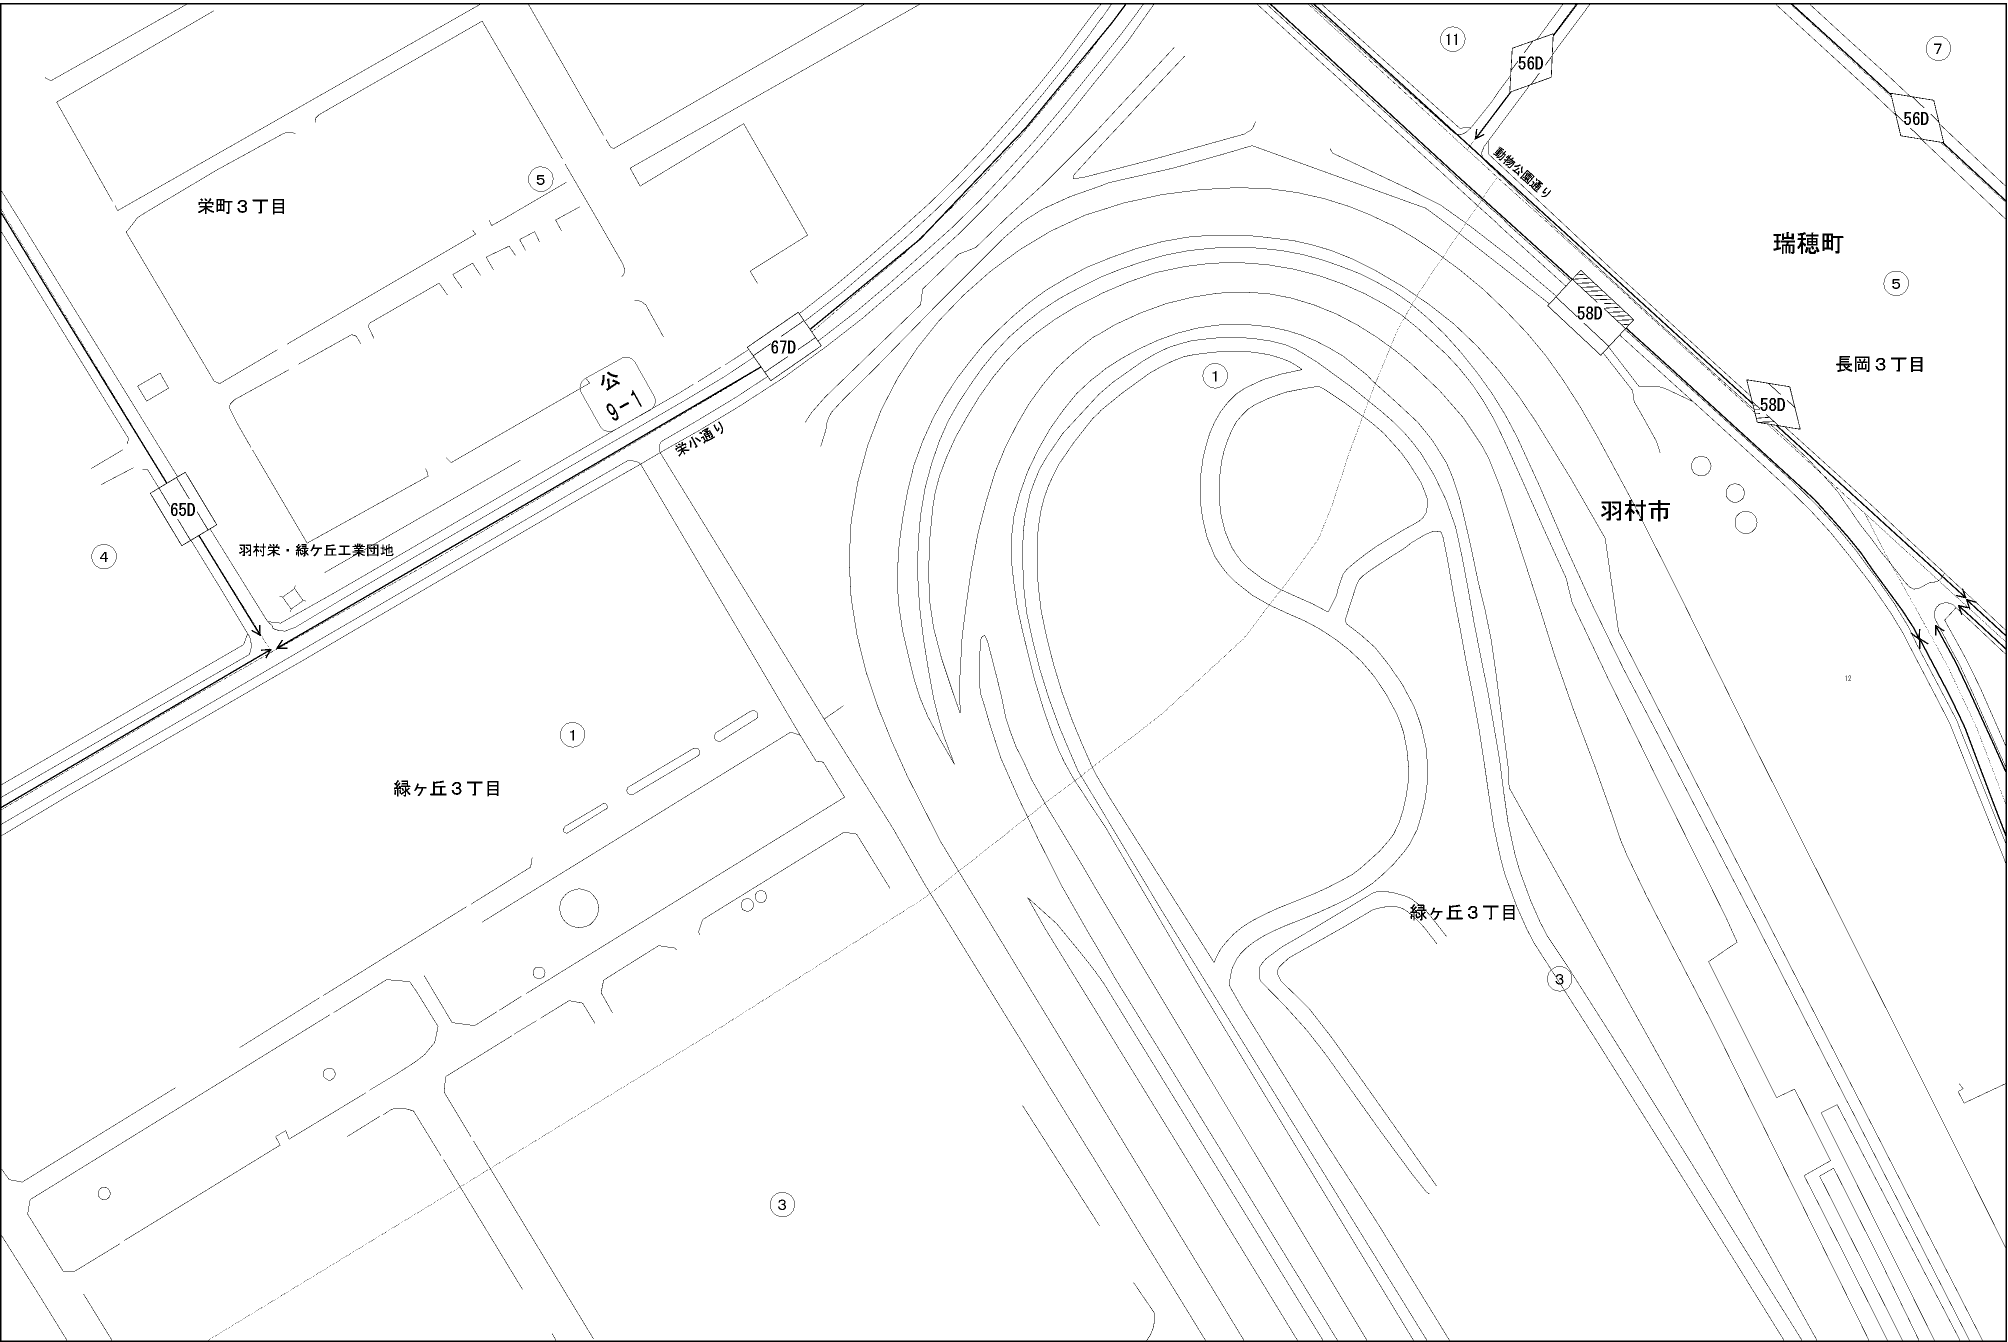 11
7
56D
56D
動物公園通り
5
栄町３丁目
瑞穂町
5
58D
67D
長岡３丁目
1
公
9-1
58D
栄小通り
65D
羽村市
羽村栄・緑ケ丘工業団地
4
12
1
緑ヶ丘３丁目
緑ヶ丘３丁目
3
3